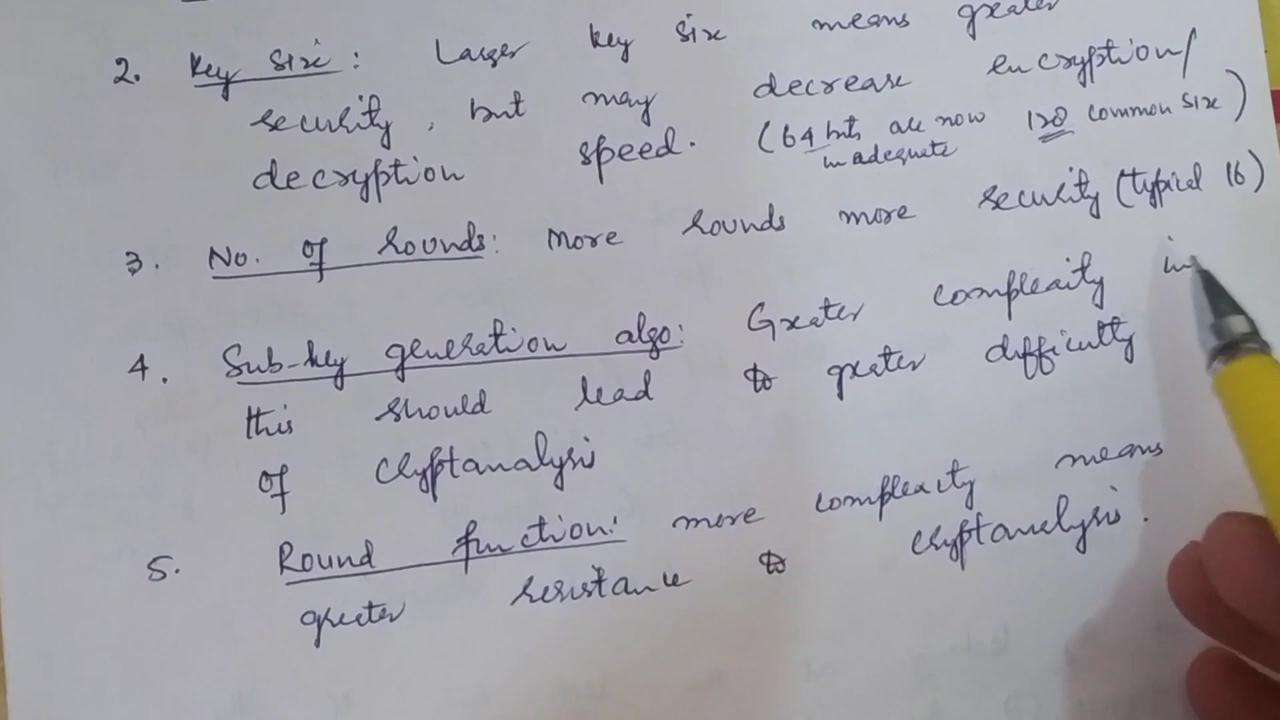 2. Key Size: Larger key size means greater
security, but may decrease encryption/
decryption speed. (64 bits are now 128 common size)
inadequate
3. No. of rounds: More rounds more security (typical 16)
4. Sub-key generation algo: Greater complexity in
this should lead to greater difficulty
of cryptanalysis
5. Round function: more complexity means
greater resistance to cryptanalysis.